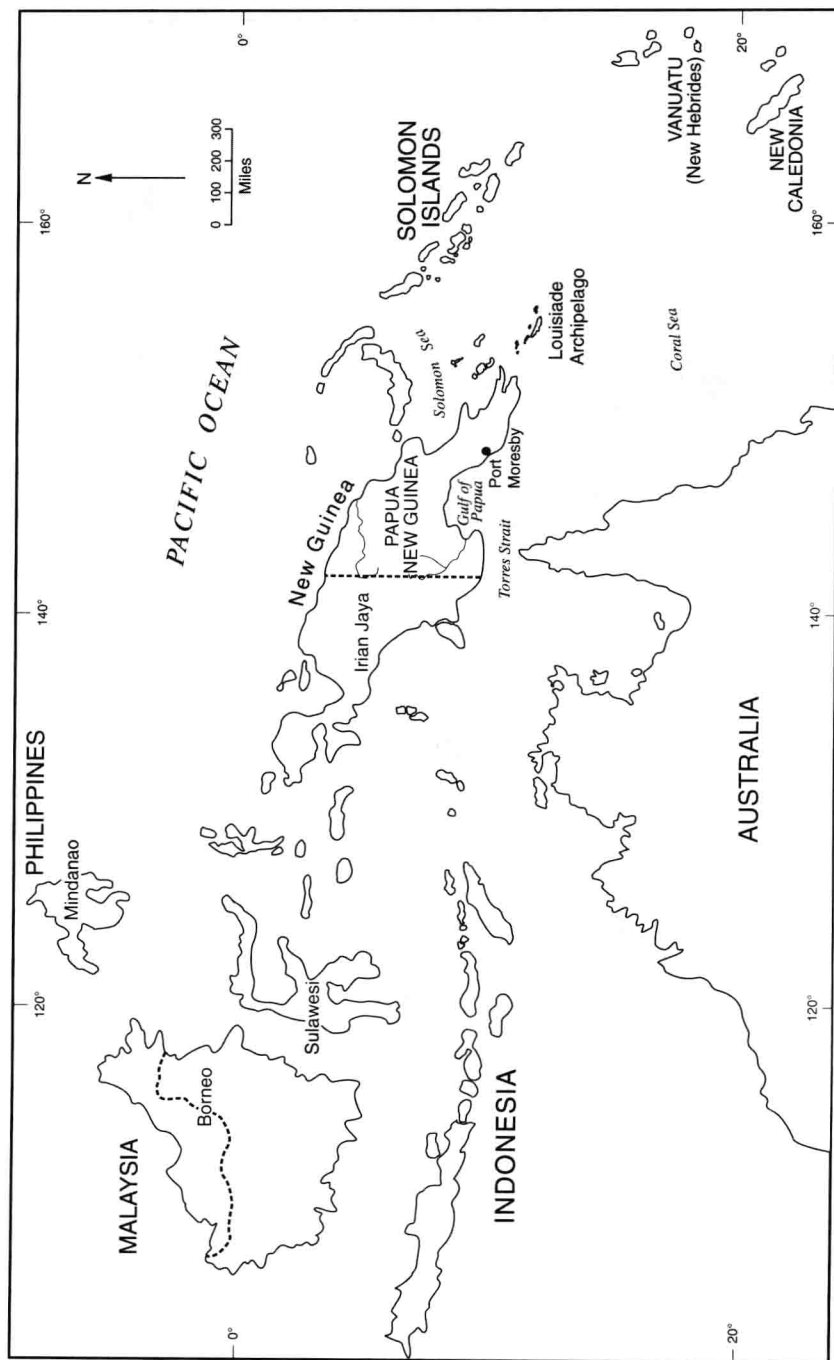 120°
140°
160°
PHILIPPINES
Mindanao
MALAYSIA
Borneo
Sulawesi
PACIFIC OCEAN
N
0 100 200 300
Miles
0°
0°
New Guinea
Irian Jaya
PAPUA
NEW GUINEA
SOLOMON
ISLANDS
Solomon Sea
Gulf of
Papua
Port
Moresby
Torres Strait
Louisiade
Archipelago
INDONESIA
Coral Sea
VANUATU
(New Hebrides)
AUSTRALIA
NEW
CALEDONIA
20°
20°
120°
140°
160°